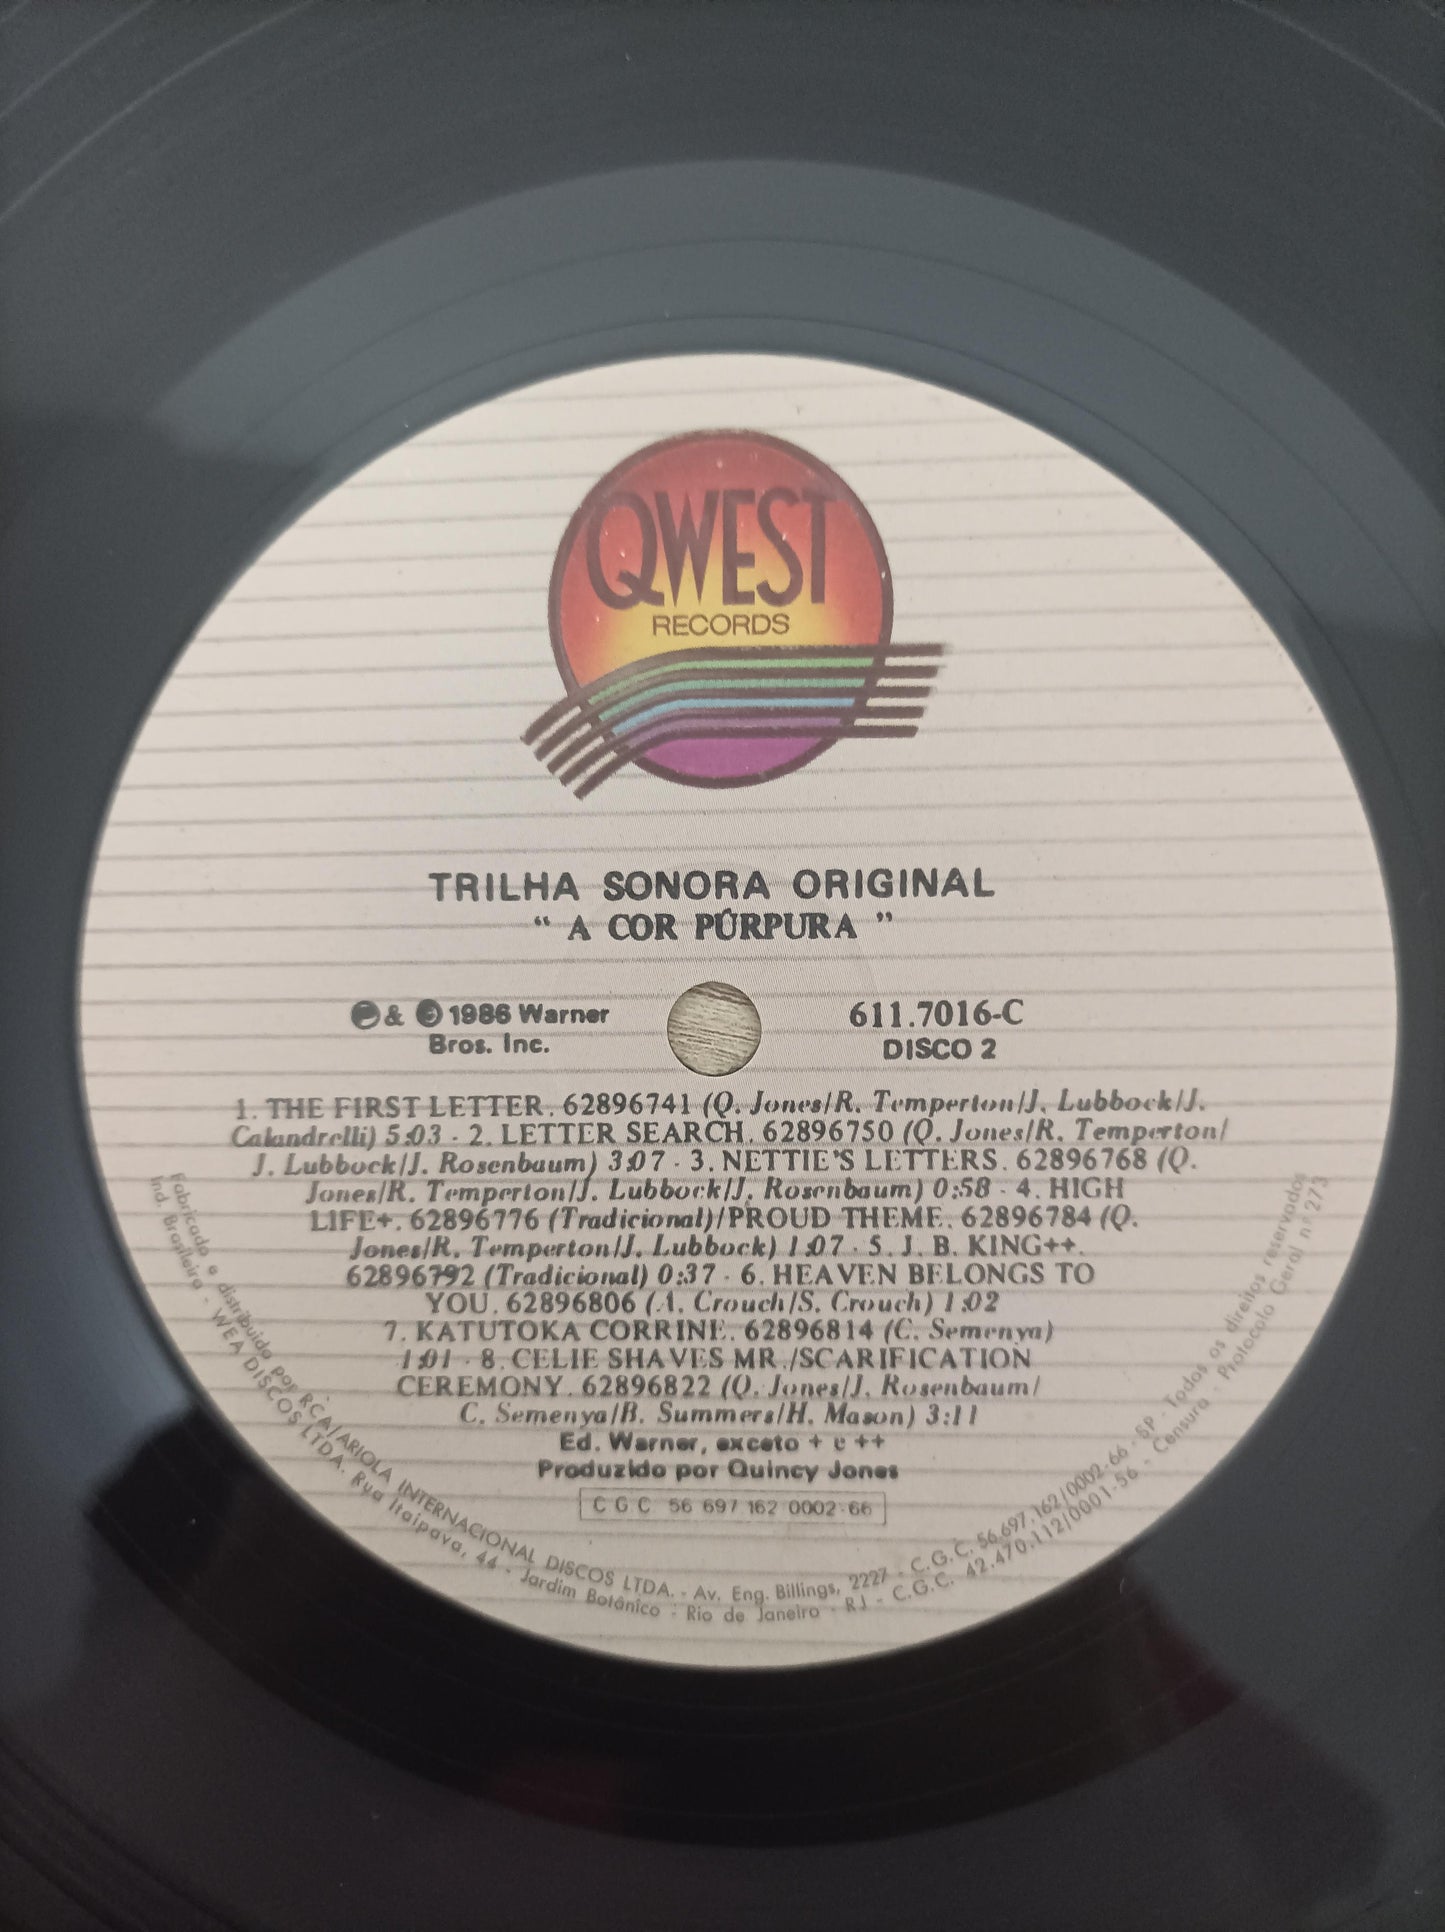 QWEST
RECORDS
TRILHA SONORA ORIGINAL
" A COR PÚRPURA "
℗ & © 1986 Warner
Bros. Inc.
611.7016-C
DISCO 2
1. THE FIRST LETTER. 62896741 (Q. Jones/R. Temperton/J. Lubbock/J.
Calandrelli) 5:03 - 2. LETTER SEARCH. 62896750 (Q. Jones/R. Temperton/
J. Lubbock/J. Rosenbaum) 3:07 - 3. NETTIE'S LETTERS. 62896768 (Q.
Jones/R. Temperton/J. Lubbock/J. Rosenbaum) 0:58 - 4. HIGH
LIFE+. 62896776 (Tradicional)/PROUD THEME. 62896784 (Q.
Jones/R. Temperton/J. Lubbock) 1:07 - 5. J. B. KING++.
62896792 (Tradicional) 0:37 - 6. HEAVEN BELONGS TO
YOU. 62896806 (A. Crouch/S. Crouch) 1:02
7. KATUTOKA CORRINE. 62896814 (C. Semenya)
1:01 - 8. CELIE SHAVES MR./SCARIFICATION
CEREMONY. 62896822 (Q. Jones/J. Rosenbaum/
C. Semenya/B. Summers/H. Mason) 3:11
Ed. Warner, exceto + e ++
Produzido por Quincy Jones
C G C 56 697 162 0002-66
Fabricado e distribuido por RCA/ARIOLA INTERNACIONAL DISCOS LTDA. - Av. Eng. Billings, 2227 - C.G.C. 56.697.162/0002-66 - SP - Todos os direitos reservados
Ind. Brasileira - WEA DISCOS LTDA. Rua Itaipava, 44 - Jardim Botânico - Rio de Janeiro - RJ - C.G.C. 42.470.112/0001-56 - Censura - Protocolo Geral nº 273